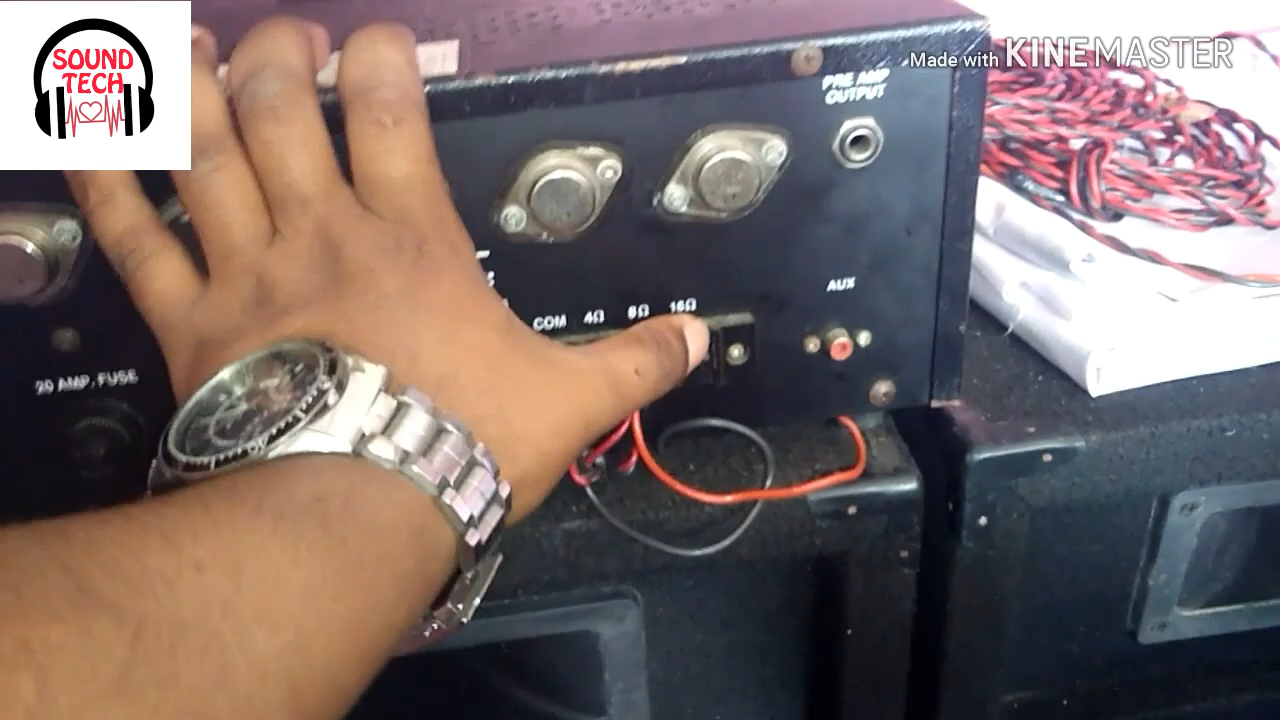 SOUND
TECH
Made with KINEMASTER
PRE AMP
OUTPUT
AUX
COM 4Ω 8Ω 16Ω
20 AMP. FUSE